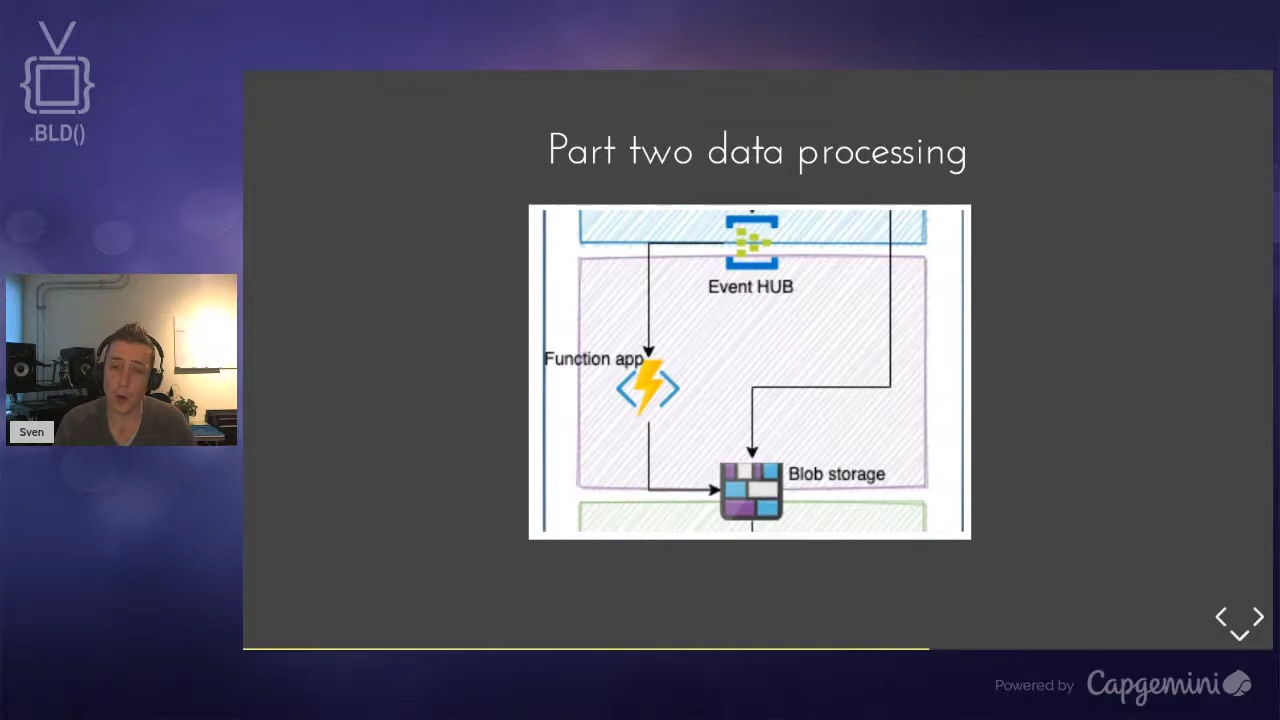 .BLD()
Part two data processing
Event HUB
Function app
Blob storage
Sven
Powered by Capgemini